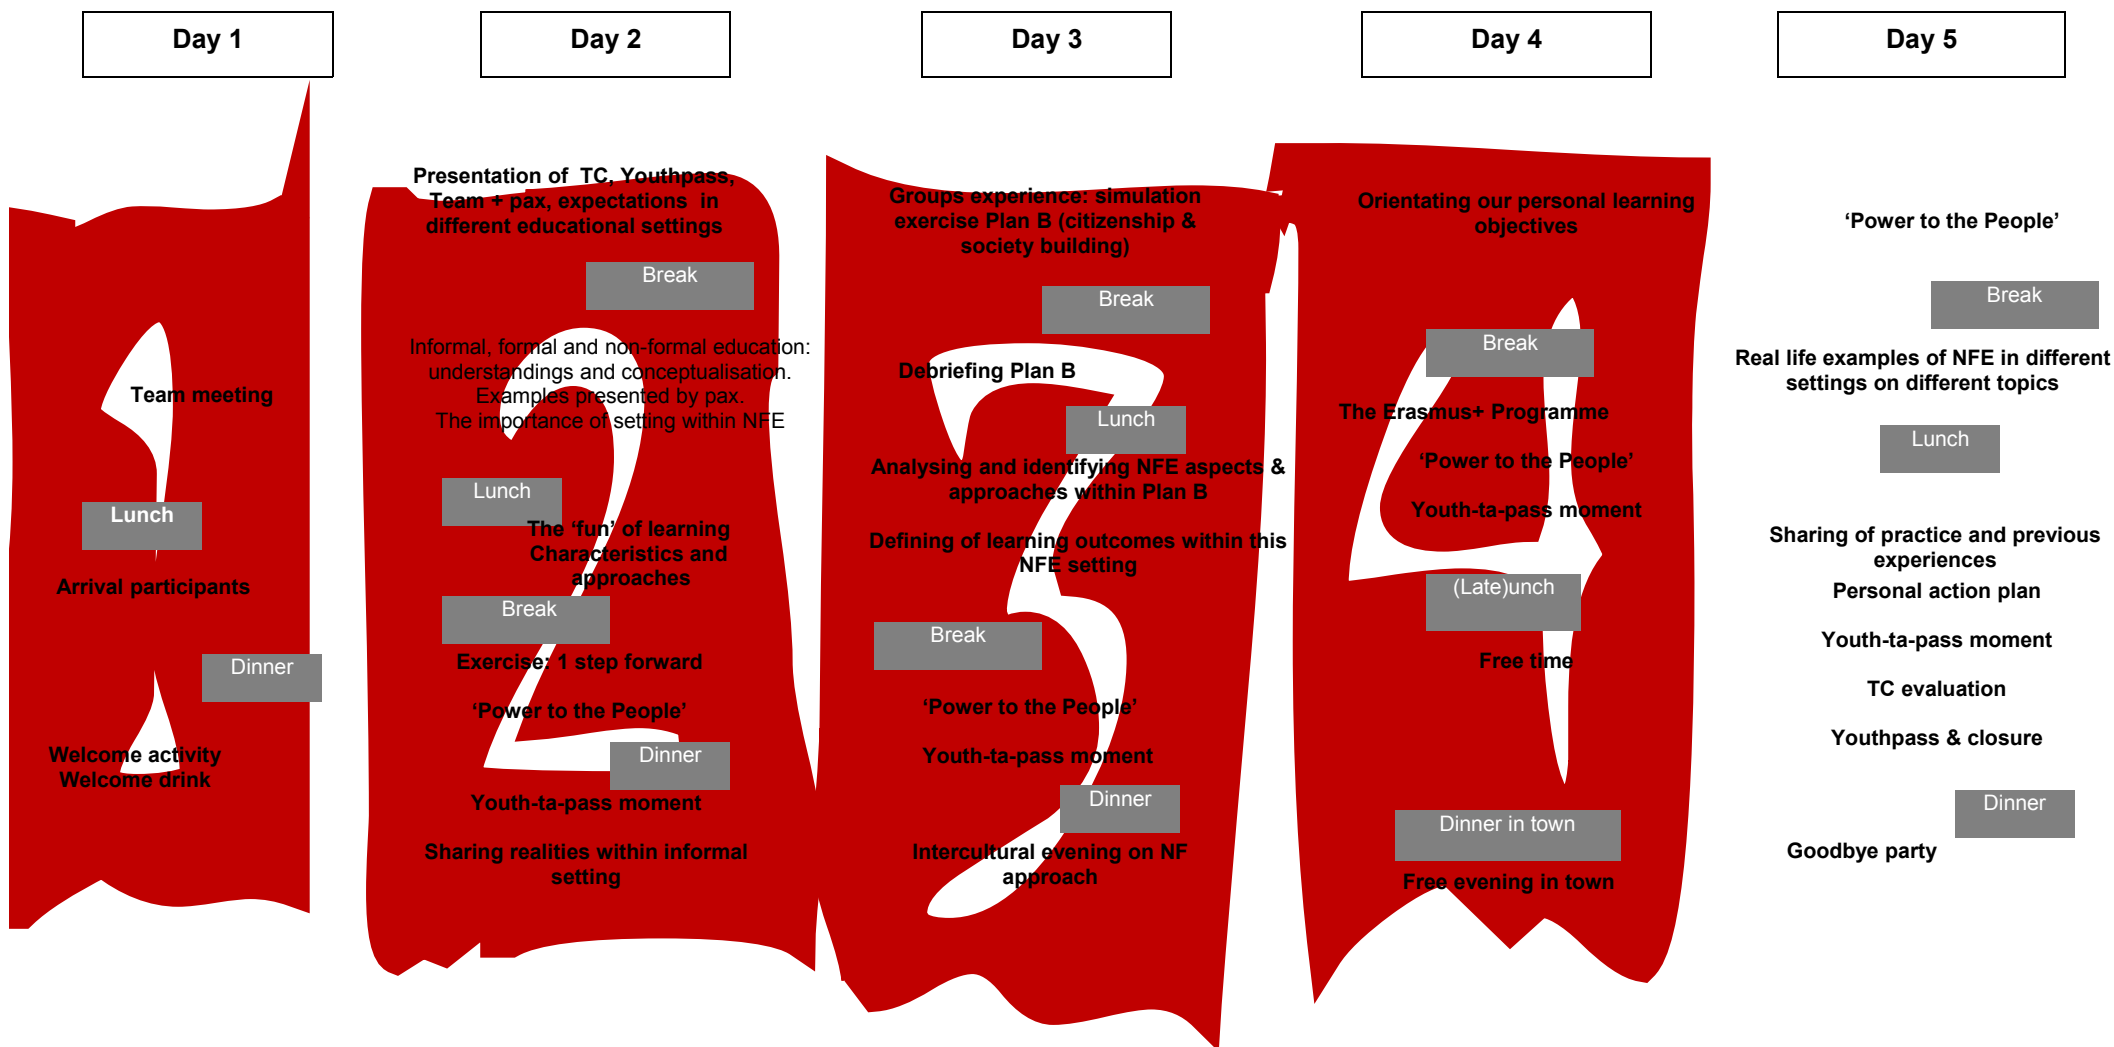 Day 1
Team meeting
Lunch
Arrival participants
Dinner
Welcome activity
Welcome drink
Day 2
Presentation of  TC, Youthpass,
Team + pax, expectations  in
different educational settings
Break
Informal, formal and non-formal education:
understandings and conceptualisation.
Examples presented by pax.
The importance of setting within NFE
Lunch
The ‘fun’ of learning
Characteristics and
approaches
Break
Exercise: 1 step forward
‘Power to the People’
Dinner
Youth-ta-pass moment
Sharing realities within informal
setting
Day 3
Groups experience: simulation
exercise Plan B (citizenship &
society building)
Break
Debriefing Plan B
Lunch
Analysing and identifying NFE aspects &
approaches within Plan B
Defining of learning outcomes within this
NFE setting
Break
‘Power to the People’
Youth-ta-pass moment
Dinner
Intercultural evening on NF
approach
Day 4
Orientating our personal learning
objectives
Break
The Erasmus+ Programme
‘Power to the People’
Youth-ta-pass moment
(Late)unch
Free time
Dinner in town
Free evening in town
Day 5
‘Power to the People’
Break
Real life examples of NFE in different
settings on different topics
Lunch
Sharing of practice and previous
experiences
Personal action plan
Youth-ta-pass moment
TC evaluation
Youthpass & closure
Dinner
Goodbye party
1
2
3
4